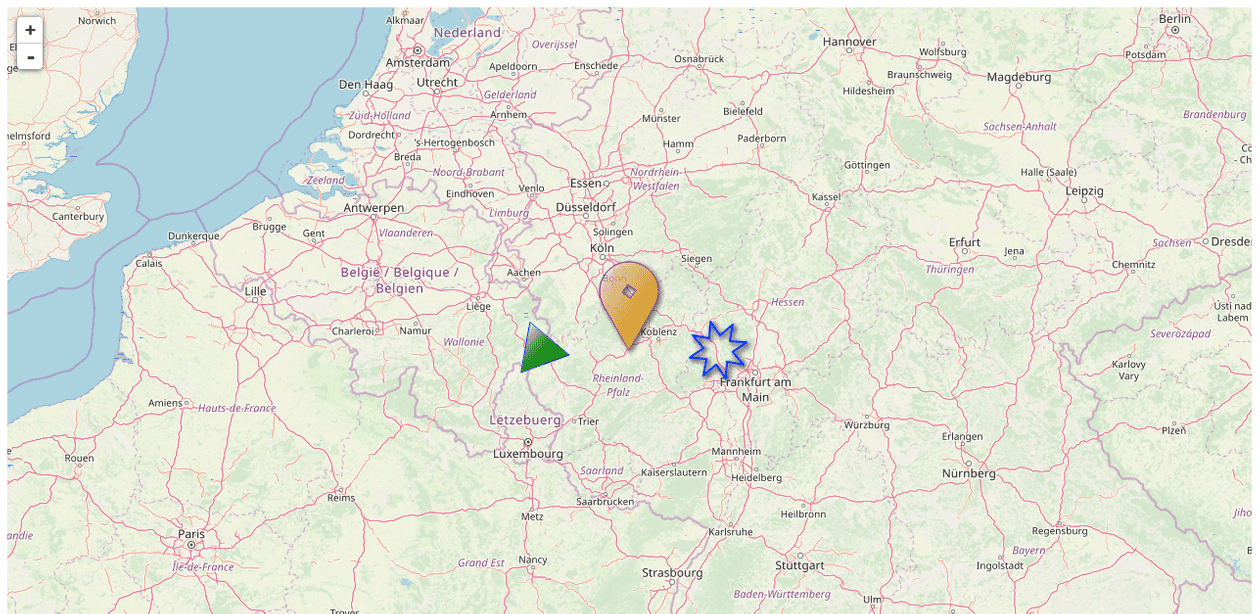 Norwich
Alkmaar
Nederland
Berlin
+
-
Amsterdam
Overijssel
Hannover
Wolfsburg
Potsdam
Apeldoorn
Enschede
Osnabrück
Braunschweig
Magdeburg
Den Haag
Utrecht
Gelderland
Hildesheim
Zuid-Holland
Arnhem
Münster
Bielefeld
Sachsen-Anhalt
Brandenburg
helmsford
Dordrecht
's-Hertogenbosch
Hamm
Paderborn
Breda
Göttingen
Halle (Saale)
Zeeland
Noord-Brabant
Venlo
Essen
Nordrhein-
Westfalen
Kassel
Leipzig
Eindhoven
Canterbury
Antwerpen
Limburg
Düsseldorf
Brugge
Gent
Vlaanderen
Solingen
Dunkerque
Köln
Erfurt
Jena
Sachsen
Dresde
Calais
België / Belgique /
Belgien
Aachen
Siegen
Thüringen
Chemnitz
Lille
Bonn
Liège
Hessen
Ústí nad
Labem
Charleroi
Namur
Wallonie
Koblenz
Severozápad
Karlovy
Vary
Rheinland-
Pfalz
Frankfurt am
Main
Amiens
Hauts-de-France
Lëtzebuerg
Trier
Würzburg
Plzeň
Erlangen
Luxembourg
Rouen
Mannheim
Saarland
Kaiserslautern
Heidelberg
Nürnberg
Reims
Saarbrücken
Metz
Heilbronn
Karlsruhe
Regensburg
Paris
Île-de-France
Grand Est
Nancy
Strasbourg
Stuttgart
Bayern
Ingolstadt
Baden-Württemberg
Ulm
Troyes